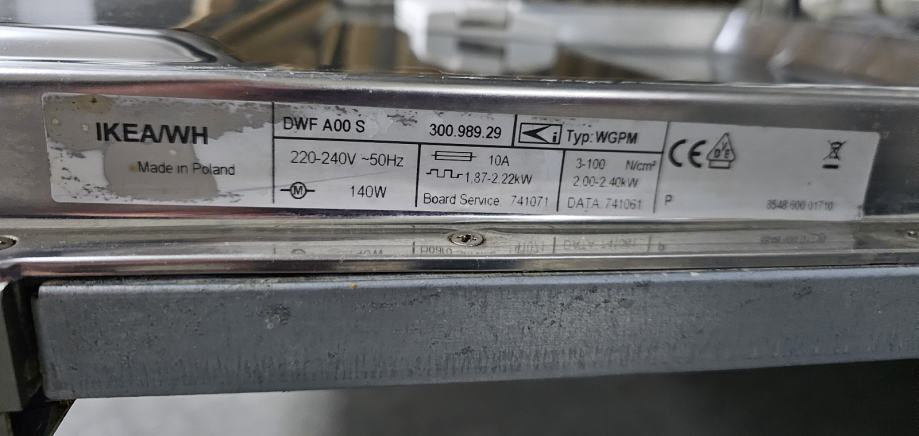 IKEA/WH
Made in Poland
DWF A00 S 300.989.29
220-240V ~50Hz
M 140W
10A
1,87-2.22kW
Board Service: 741071
i Typ: WGPM
3-100 N/cm²
2.00-2.40kW
DATA: 741061
CE DVE
P 8548 01710